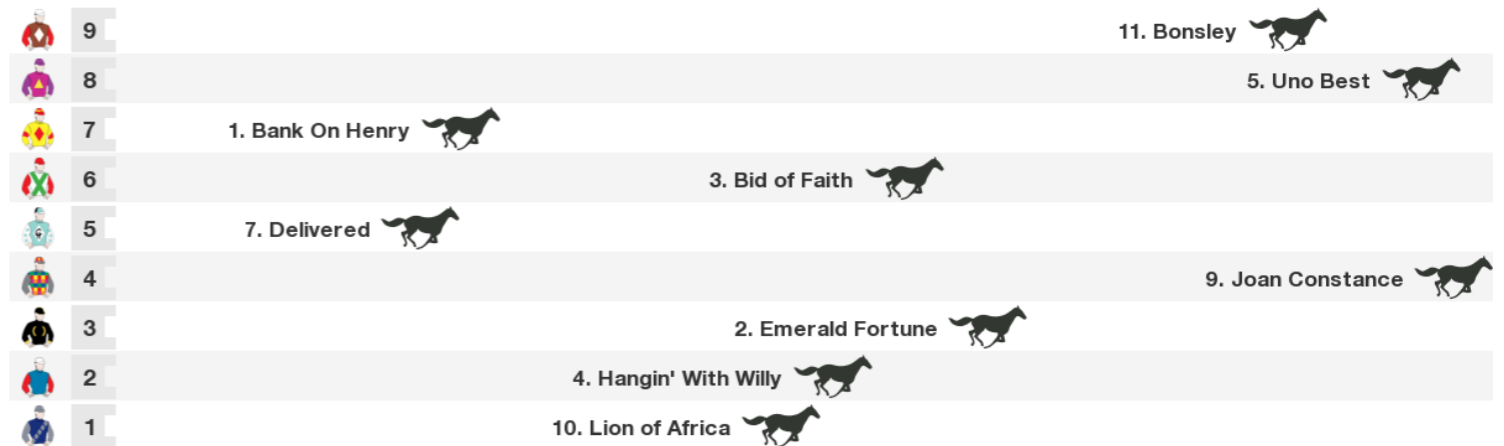 9 11. Bonsley
8 5. Uno Best
7 1. Bank On Henry
6 3. Bid of Faith
5 7. Delivered
4 9. Joan Constance
3 2. Emerald Fortune
2 4. Hangin' With Willy
1 10. Lion of Africa